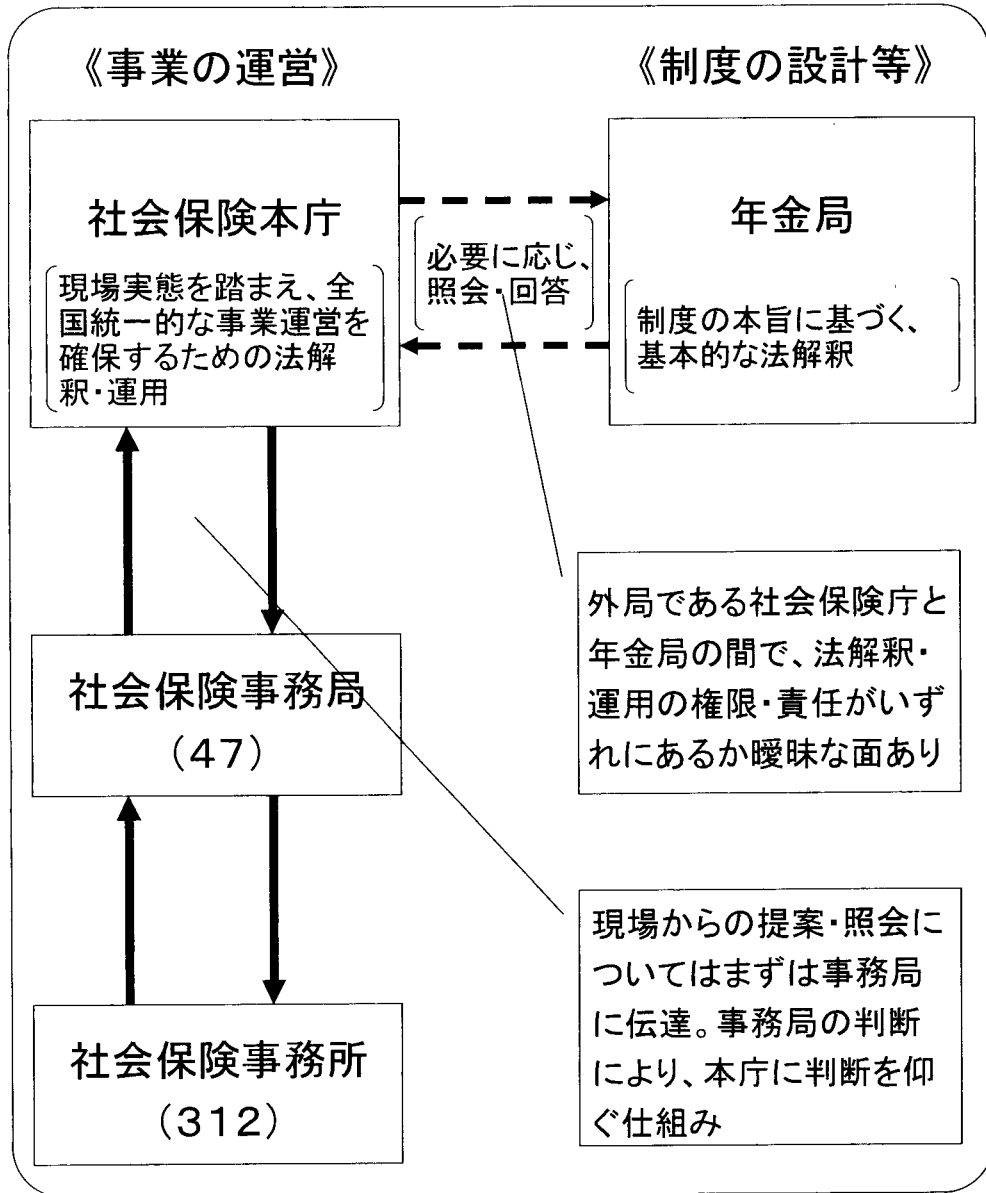 《事業の運営》
《制度の設計等》
社会保険本庁
現場実態を踏まえ、全
国統一的な事業運営を
確保するための法解
釈・運用
必要に応じ、
照会・回答
年金局
制度の本旨に基づく、
基本的な法解釈
外局である社会保険庁と
年金局の間で、法解釈・
運用の権限・責任がいず
れにあるか曖昧な面あり
社会保険事務局
(47)
現場からの提案・照会に
ついてはまずは事務局
に伝達。事務局の判断
により、本庁に判断を仰
ぐ仕組み
社会保険事務所
(312)